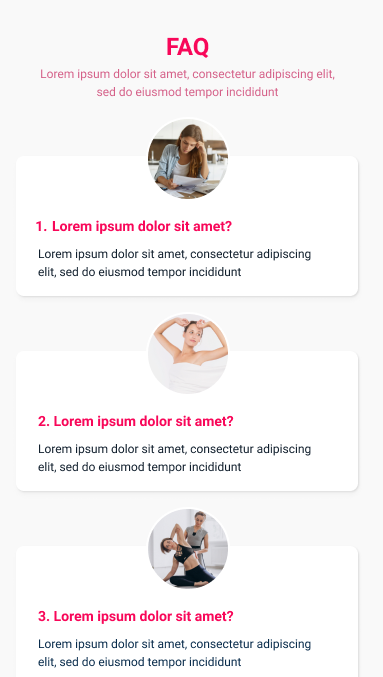 FAQ
Lorem ipsum dolor sit amet, consectetur adipiscing elit,
sed do eiusmod tempor incididunt
1. Lorem ipsum dolor sit amet?
Lorem ipsum dolor sit amet, consectetur adipiscing
elit, sed do eiusmod tempor incididunt
2. Lorem ipsum dolor sit amet?
Lorem ipsum dolor sit amet, consectetur adipiscing
elit, sed do eiusmod tempor incididunt
3. Lorem ipsum dolor sit amet?
Lorem ipsum dolor sit amet, consectetur adipiscing
elit, sed do eiusmod tempor incididunt